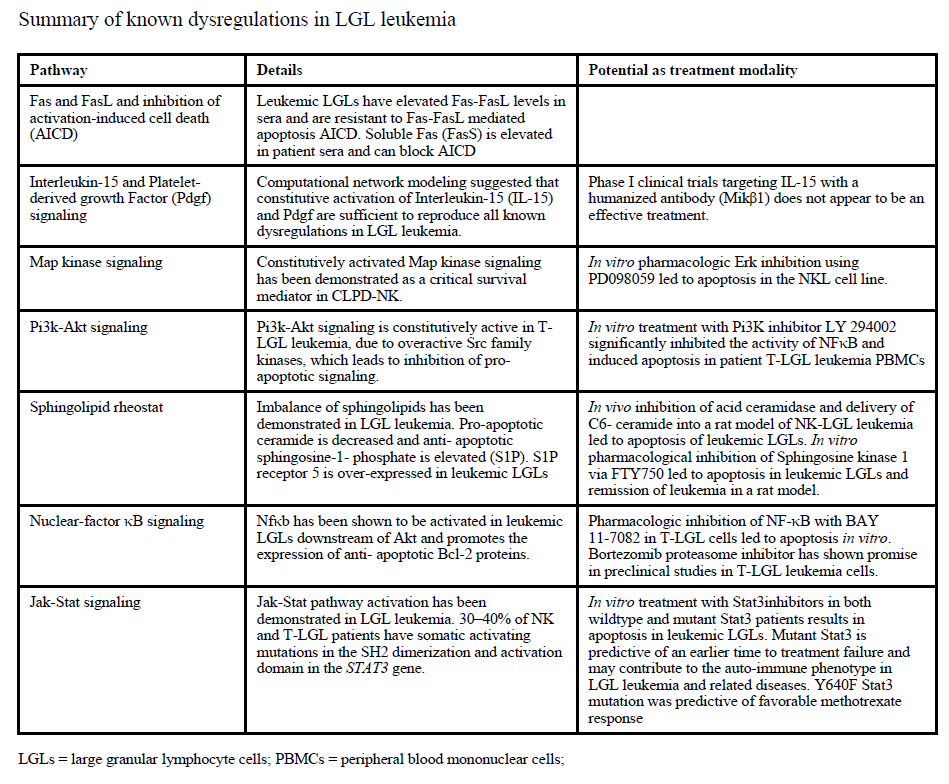 Summary of known dysregulations in LGL leukemia
Pathway
Details
Potential as treatment modality
Fas and FasL and inhibition of
activation-induced cell death
(AICD)
Leukemic LGLs have elevated Fas-FasL levels in
sera and are resistant to Fas-FasL mediated
apoptosis AICD. Soluble Fas (FasS) is elevated
in patient sera and can block AICD
Interleukin-15 and Platelet-
derived growth Factor (Pdgf)
signaling
Computational network modeling suggested that
constitutive activation of Interleukin-15 (IL-15)
and Pdgf are sufficient to reproduce all known
dysregulations in LGL leukemia.
Phase I clinical trials targeting IL-15 with a
humanized antibody (Mikβ1) does not appear to be an
effective treatment.
Map kinase signaling
Constitutively activated Map kinase signaling
has been demonstrated as a critical survival
mediator in CLPD-NK.
In vitro pharmacologic Erk inhibition using
PD098059 led to apoptosis in the NKL cell line.
Pi3k-Akt signaling
Pi3k-Akt signaling is constitutively active in T-
LGL leukemia, due to overactive Src family
kinases, which leads to inhibition of pro-
apoptotic signaling.
In vitro treatment with Pi3K inhibitor LY 294002
significantly inhibited the activity of NFκB and
induced apoptosis in patient T-LGL leukemia PBMCs
Sphingolipid rheostat
Imbalance of sphingolipids has been
demonstrated in LGL leukemia. Pro-apoptotic
ceramide is decreased and anti- apoptotic
sphingosine-1- phosphate is elevated (S1P). S1P
receptor 5 is over-expressed in leukemic LGLs
In vivo inhibition of acid ceramidase and delivery of
C6- ceramide into a rat model of NK-LGL leukemia
led to apoptosis of leukemic LGLs. In vitro
pharmacological inhibition of Sphingosine kinase 1
via FTY750 led to apoptosis in leukemic LGLs and
remission of leukemia in a rat model.
Nuclear-factor κB signaling
Nfκb has been shown to be activated in leukemic
LGLs downstream of Akt and promotes the
expression of anti- apoptotic Bcl-2 proteins.
Pharmacologic inhibition of NF-κB with BAY
11-7082 in T-LGL cells led to apoptosis in vitro.
Bortezomib proteasome inhibitor has shown promise
in preclinical studies in T-LGL leukemia cells.
Jak-Stat signaling
Jak-Stat pathway activation has been
demonstrated in LGL leukemia. 30–40% of NK
and T-LGL patients have somatic activating
mutations in the SH2 dimerization and activation
domain in the STAT3 gene.
In vitro treatment with Stat3inhibitors in both
wildtype and mutant Stat3 patients results in
apoptosis in leukemic LGLs. Mutant Stat3 is
predictive of an earlier time to treatment failure and
may contribute to the auto-immune phenotype in
LGL leukemia and related diseases. Y640F Stat3
mutation was predictive of favorable methotrexate
response
LGLs = large granular lymphocyte cells; PBMCs = peripheral blood mononuclear cells;